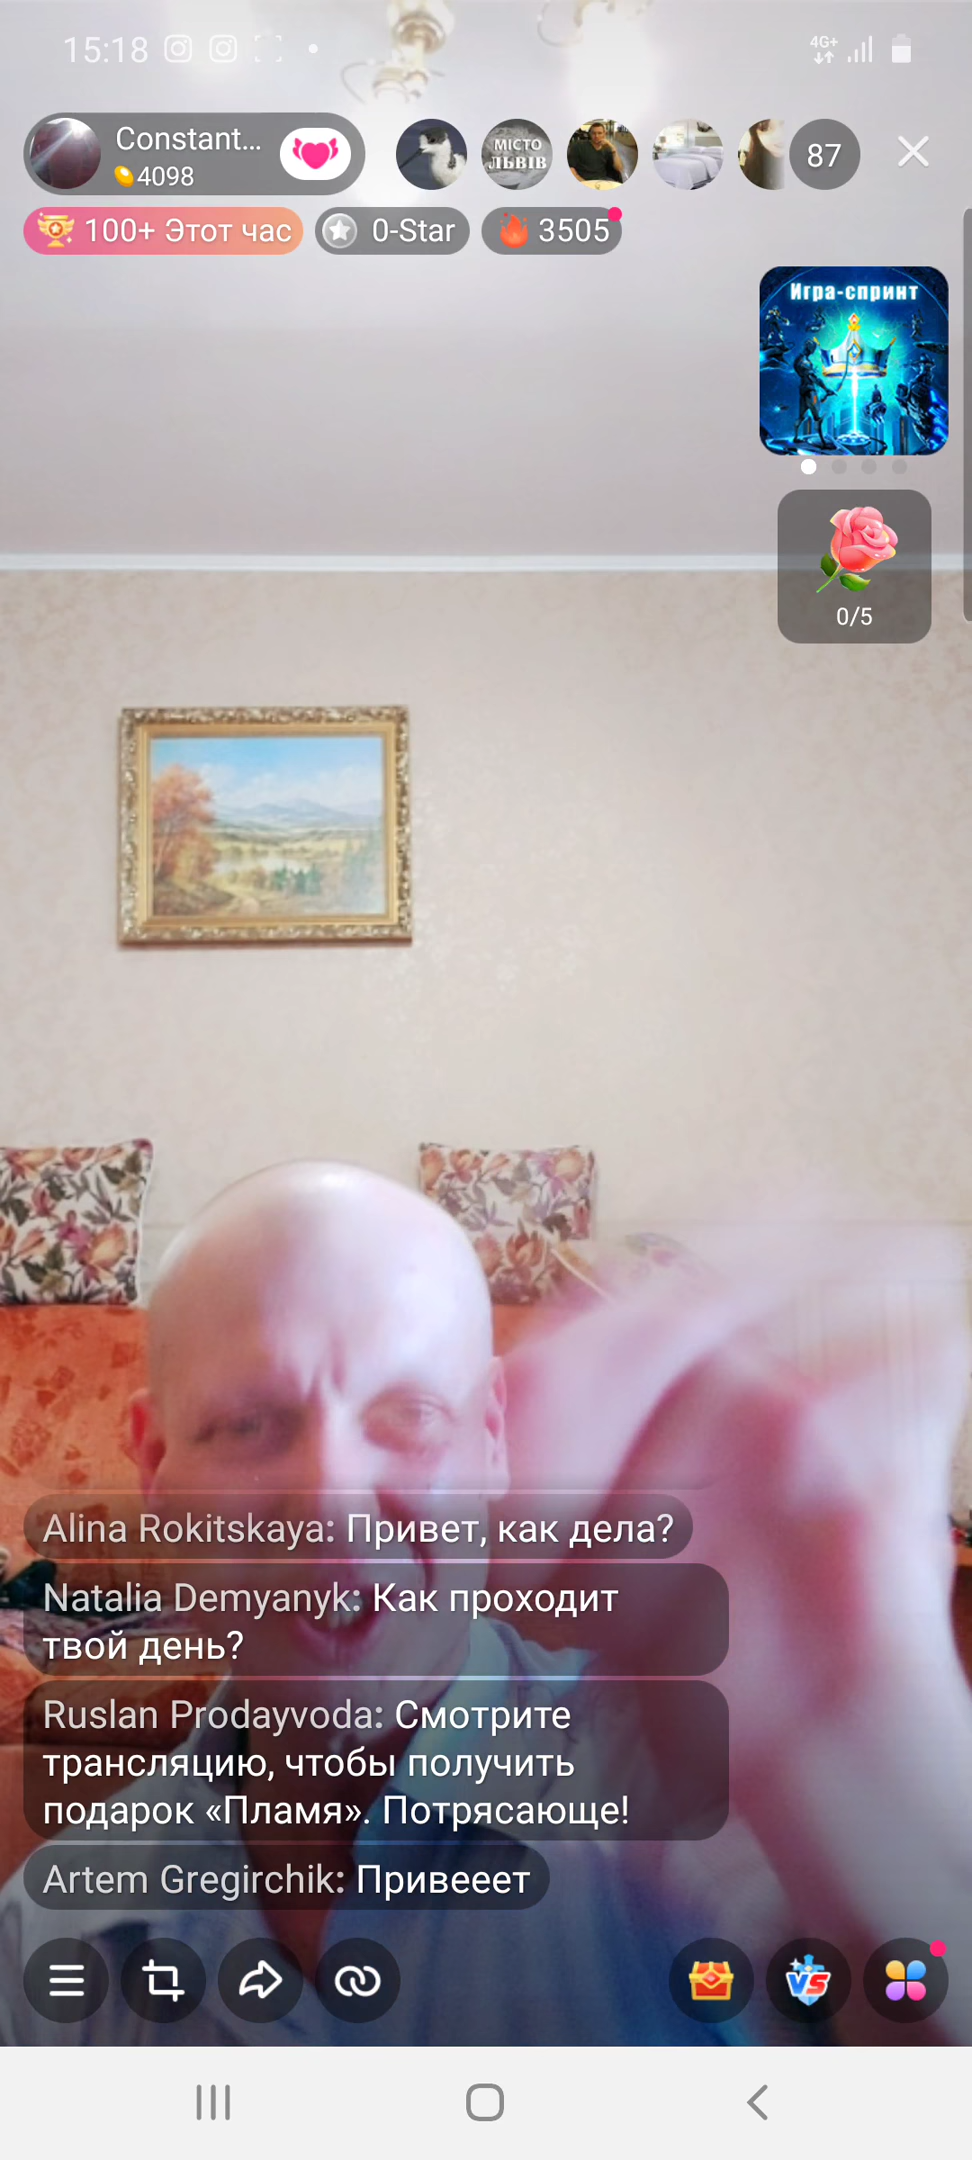 15:18
4G+
Constant...
4098
МІСТО
ЛЬВІВ
87
100+ Этот час
0-Star
3505
Игра-спринт
0/5
Alina Rokitskaya: Привет, как дела?
Natalia Demyanyk: Как проходит
твой день?
Ruslan Prodayvoda: Смотрите
трансляцию, чтобы получить
подарок «Пламя». Потрясающе!
Artem Gregirchik: Привееет
VS